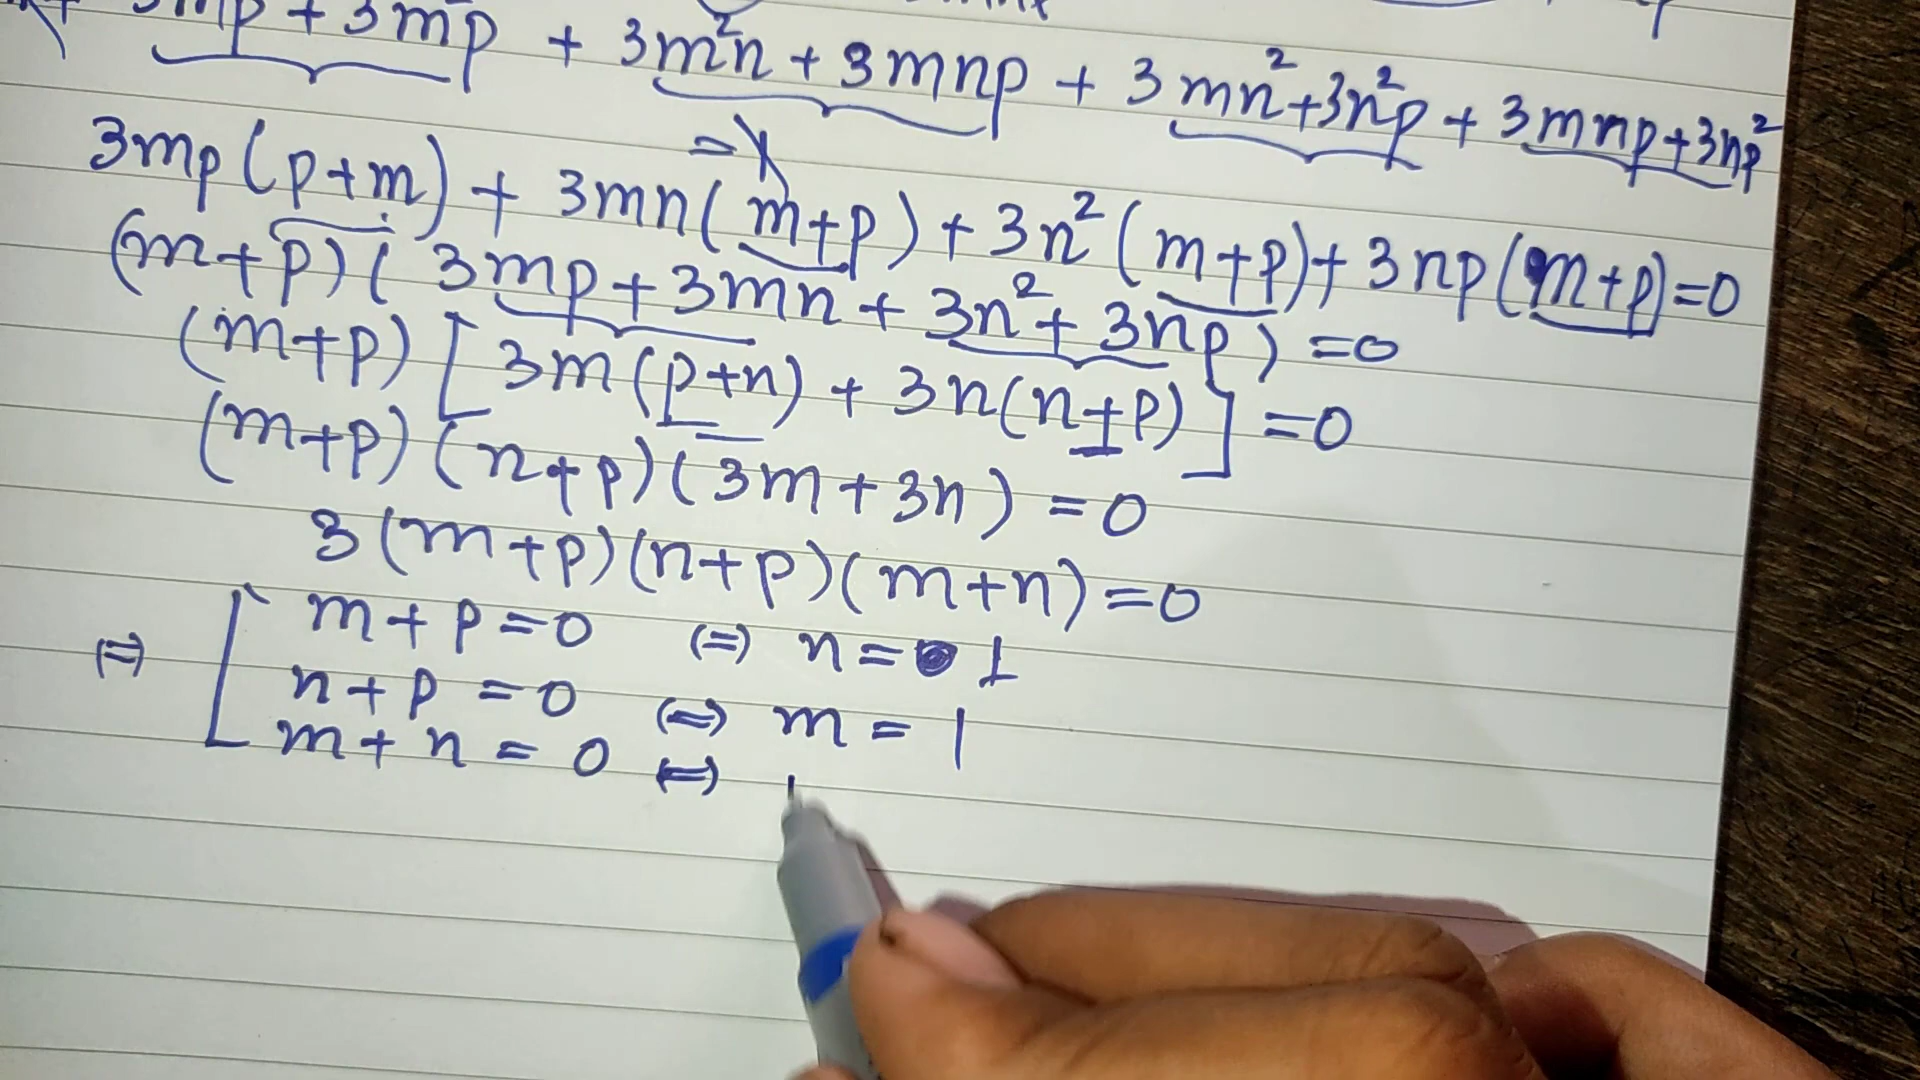 3mp + 3mp + 3m²n + 3mnp + 3mn² + 3n²p + 3mnp + 3np²
3mp(p+m) + 3mn(m+p) + 3n²(m+p) + 3np(m+p) = 0
(m+p)(3mp + 3mn + 3n² + 3np) = 0
(m+p)[3m(p+n) + 3n(n+p)] = 0
(m+p)(n+p)(3m+3n) = 0
3(m+p)(n+p)(m+n) = 0
⇔ [ m+p=0 ⇔ n = 1
n+p = 0 ⇔ m = 1
m+n = 0 ⇔